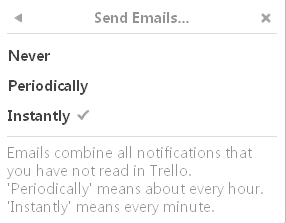 Send Emails...
Never
Periodically
Instantly
Emails combine all notifications that
you have not read in Trello.
'Periodically' means about every hour.
'Instantly' means every minute.